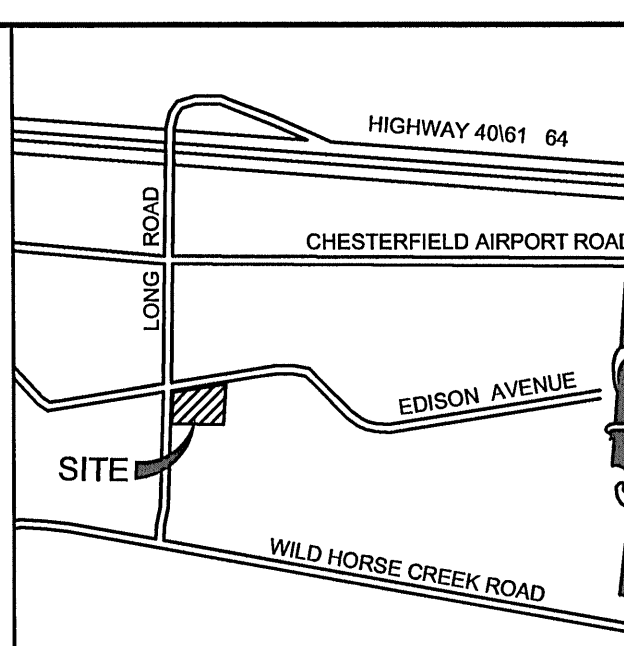 HIGHWAY 40\61 64
LONG ROAD
CHESTERFIELD AIRPORT ROAD
EDISON AVENUE
SITE
WILD HORSE CREEK ROAD